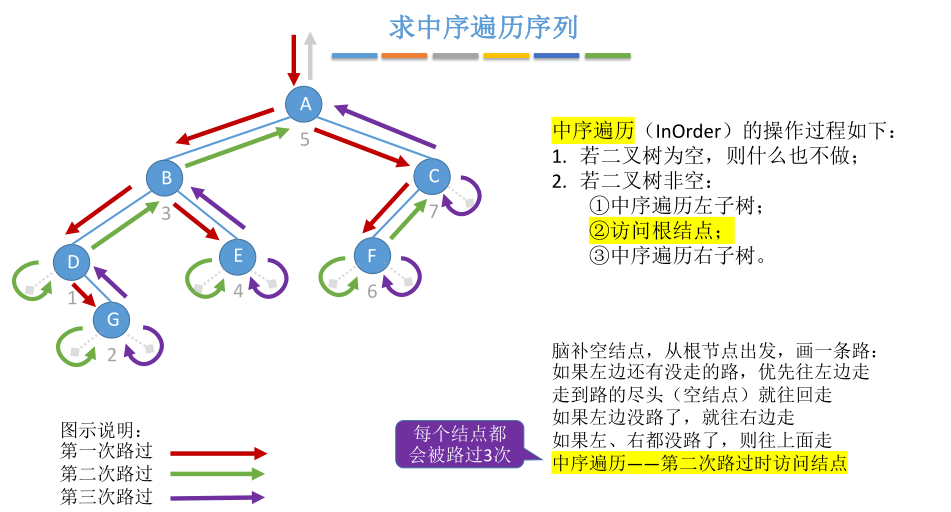 求中序遍历序列
A
5
B
3
C
7
D
1
E
4
F
6
G
2
中序遍历（InOrder）的操作过程如下：
1. 若二叉树为空，则什么也不做；
2. 若二叉树非空：
①中序遍历左子树；
②访问根结点；
③中序遍历右子树。
脑补空结点，从根节点出发，画一条路：
如果左边还有没走的路，优先往左边走
走到路的尽头（空结点）就往回走
如果左边没路了，就往右边走
如果左、右都没路了，则往上面走
中序遍历——第二次路过时访问结点
每个结点都
会被路过3次
图示说明：
第一次路过
第二次路过
第三次路过